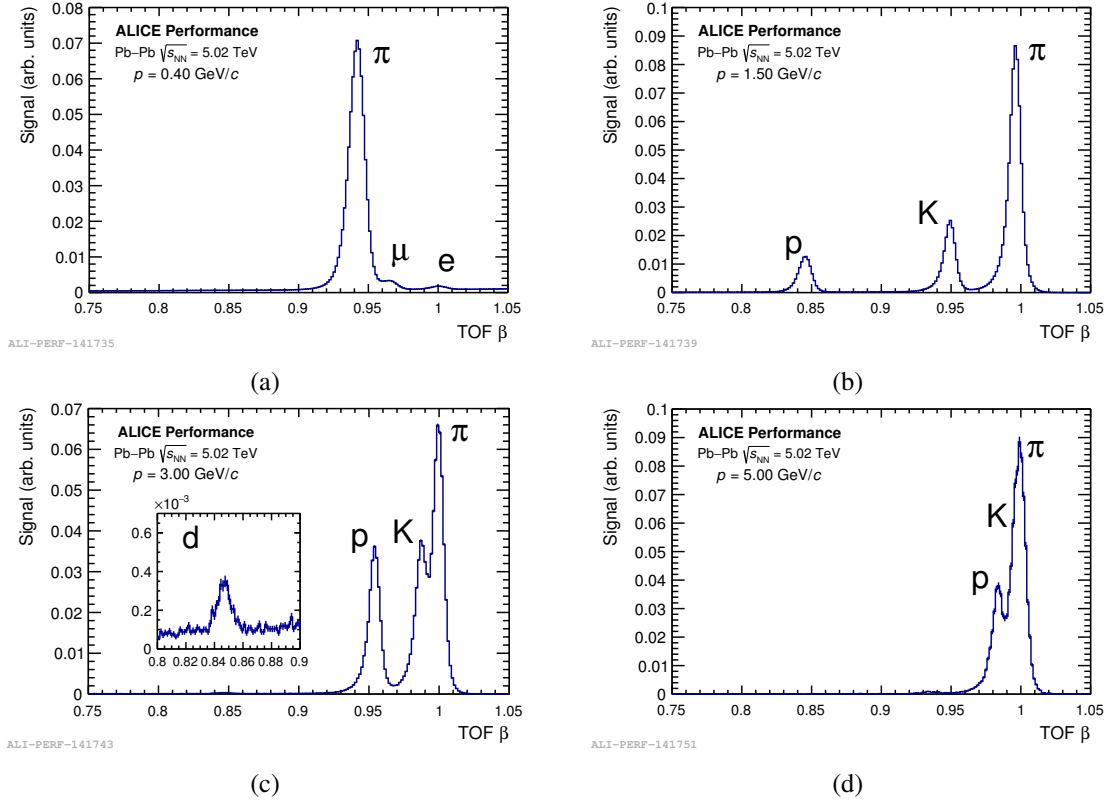 Signal (arb. units)
0.08
0.07
0.06
0.05
0.04
0.03
0.02
0.01
0
ALICE Performance
Pb–Pb √sNN = 5.02 TeV
p = 0.40 GeV/c
π
μ
e
0.75 0.8 0.85 0.9 0.95 1 1.05
TOF β
ALI-PERF-141735
(a)
Signal (arb. units)
0.1
0.09
0.08
0.07
0.06
0.05
0.04
0.03
0.02
0.01
0
ALICE Performance
Pb–Pb √sNN = 5.02 TeV
p = 1.50 GeV/c
π
K
p
0.75 0.8 0.85 0.9 0.95 1 1.05
TOF β
ALI-PERF-141739
(b)
Signal (arb. units)
0.07
0.06
0.05
0.04
0.03
0.02
0.01
0
ALICE Performance
Pb–Pb √sNN = 5.02 TeV
p = 3.00 GeV/c
π
K
p
×10⁻³
0.6
0.4
0.2
0
d
0.8 0.82 0.84 0.86 0.88 0.9
0.75 0.8 0.85 0.9 0.95 1 1.05
TOF β
ALI-PERF-141743
(c)
Signal (arb. units)
0.1
0.09
0.08
0.07
0.06
0.05
0.04
0.03
0.02
0.01
0
ALICE Performance
Pb–Pb √sNN = 5.02 TeV
p = 5.00 GeV/c
π
K
p
0.75 0.8 0.85 0.9 0.95 1 1.05
TOF β
ALI-PERF-141751
(d)